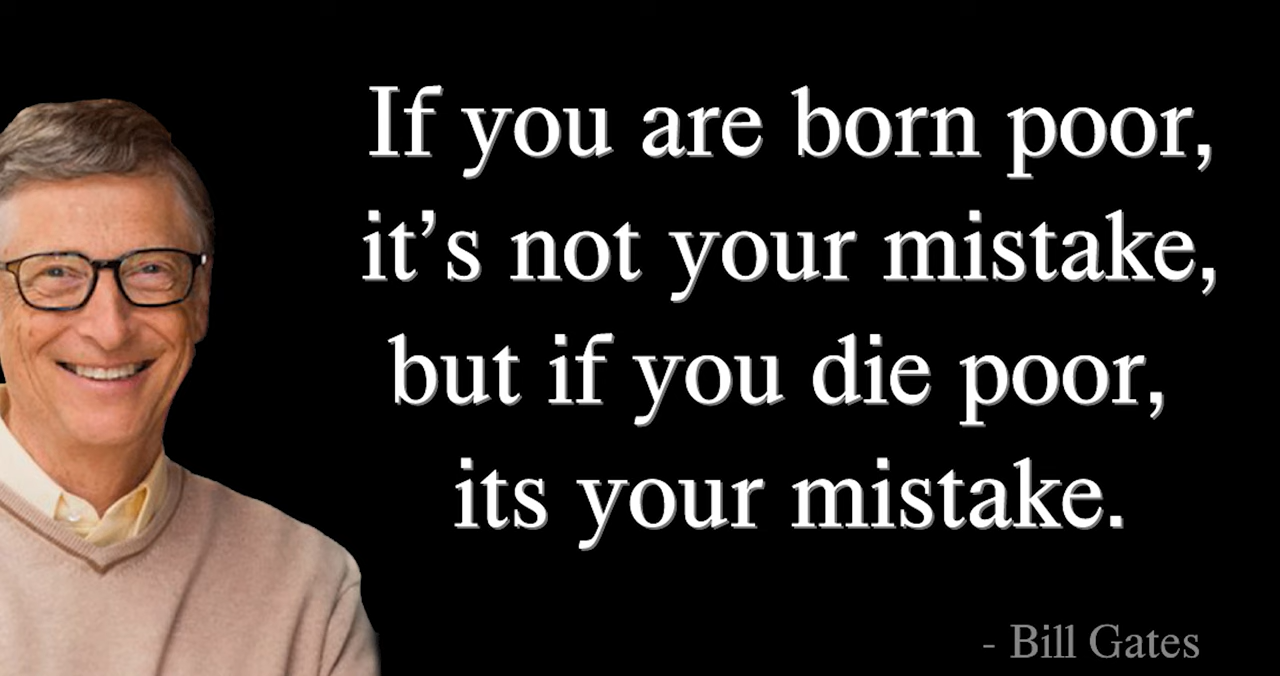 If you are born poor,
it’s not your mistake,
but if you die poor,
its your mistake.
- Bill Gates